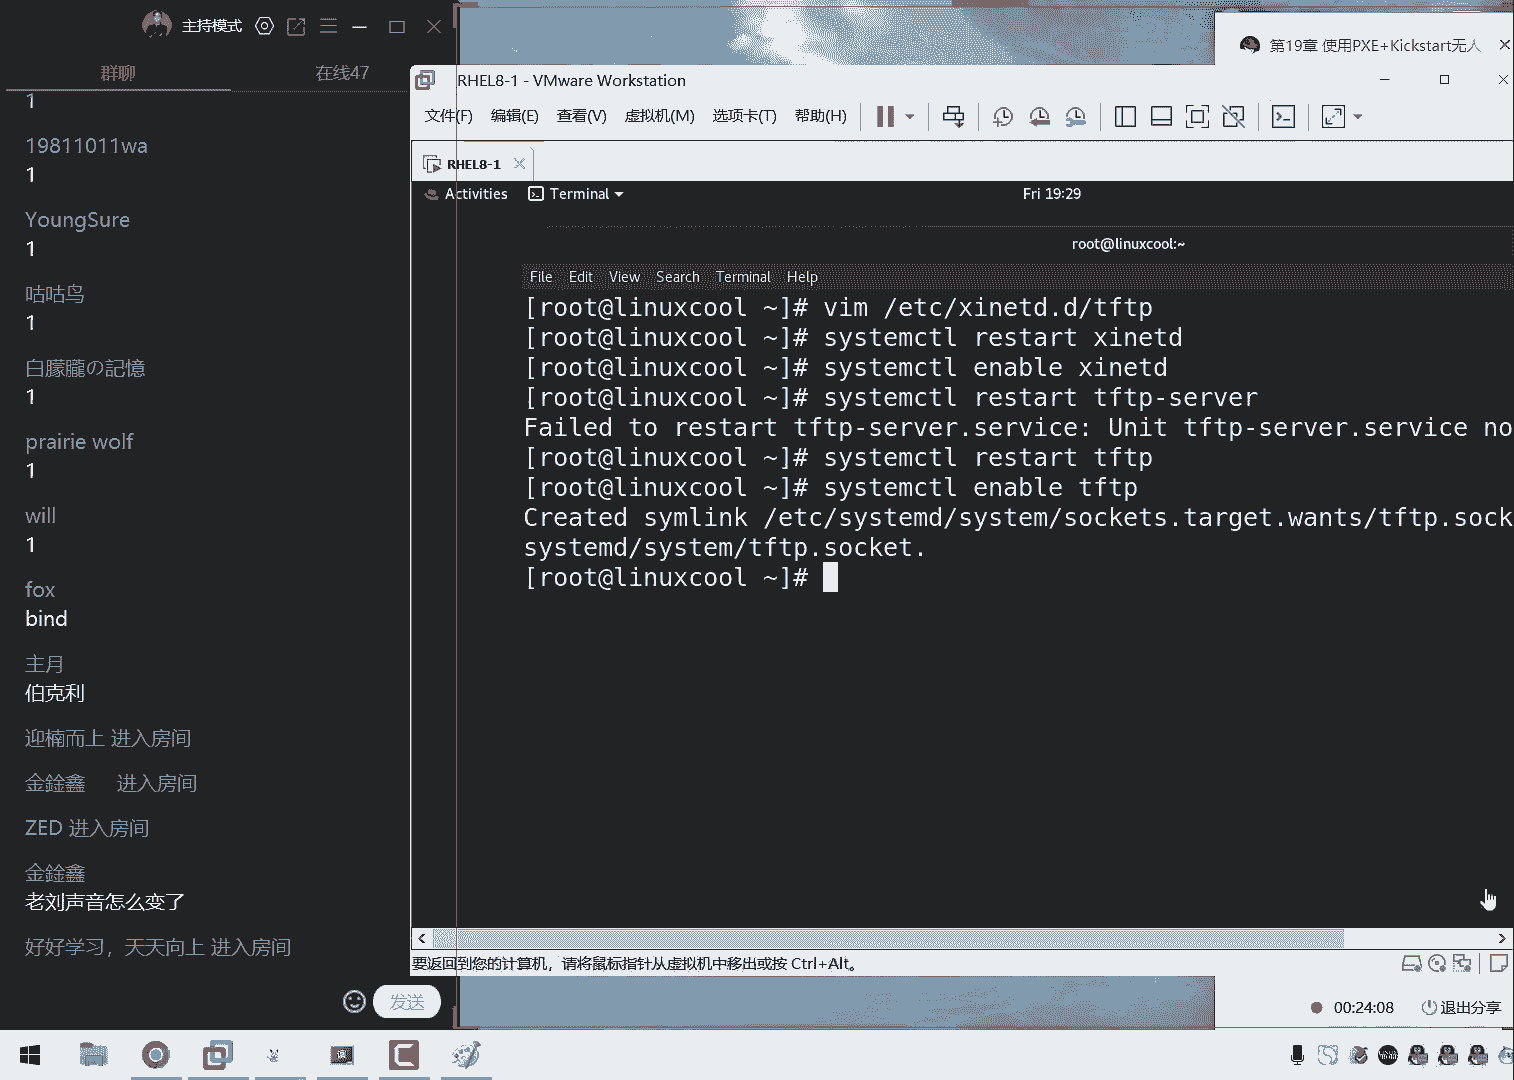 主持模式
群聊
在线47
1
19811011wa
1
YoungSure
1
咕咕鸟
1
白朦朧の記憶
1
prairie wolf
1
will
1
fox
bind
主月
伯克利
迎楠而上 进入房间
金銓鑫 进入房间
ZED 进入房间
金銓鑫
老刘声音怎么变了
好好学习，天天向上 进入房间
发送
第19章 使用PXE+Kickstart无人
RHEL8-1 - VMware Workstation
文件(F) 编辑(E) 查看(V) 虚拟机(M) 选项卡(T) 帮助(H)
RHEL8-1
Activities Terminal Fri 19:29
root@linuxcool:~
File Edit View Search Terminal Help
[root@linuxcool ~]# vim /etc/xinetd.d/tftp
[root@linuxcool ~]# systemctl restart xinetd
[root@linuxcool ~]# systemctl enable xinetd
[root@linuxcool ~]# systemctl restart tftp-server
Failed to restart tftp-server.service: Unit tftp-server.service no
[root@linuxcool ~]# systemctl restart tftp
[root@linuxcool ~]# systemctl enable tftp
Created symlink /etc/systemd/system/sockets.target.wants/tftp.sock
systemd/system/tftp.socket.
[root@linuxcool ~]#
要返回到您的计算机，请将鼠标指针从虚拟机中移出或按 Ctrl+Alt。
00:24:08 退出分享